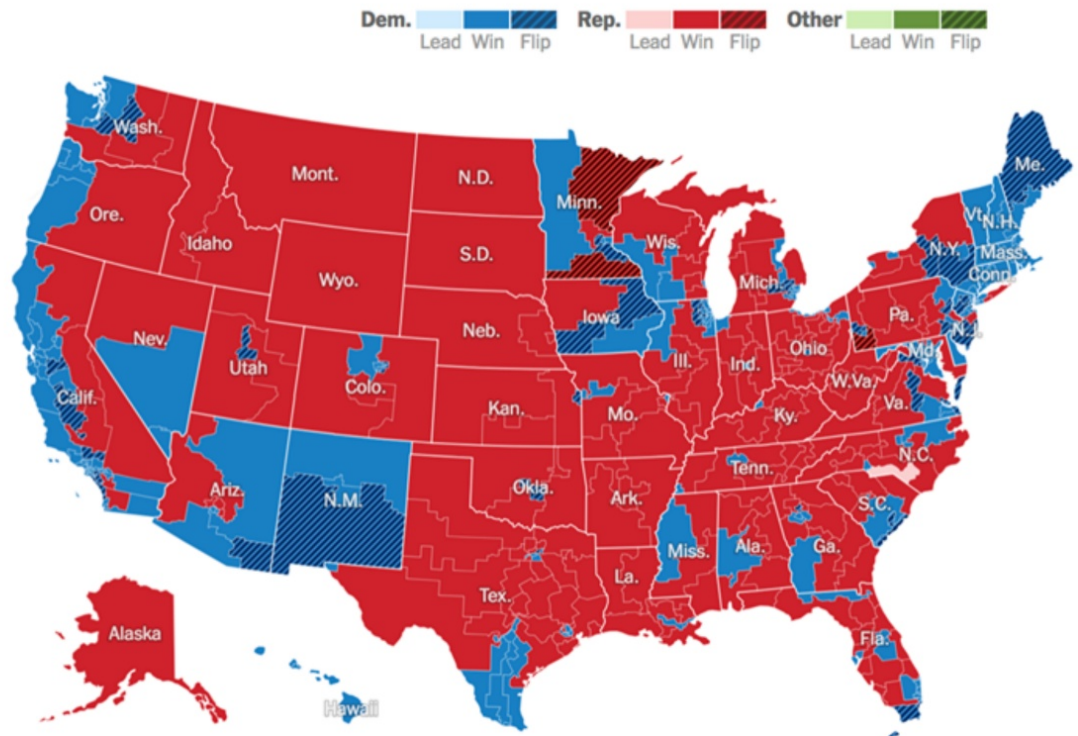 Dem. Rep. Other
Lead Win Flip Lead Win Flip Lead Win Flip
Wash.
Mont.
N.D.
Minn.
Me.
Ore.
Idaho
S.D.
Wis.
Vt.
N.H.
N.Y.
Mass.
Conn.
Wyo.
Mich.
Neb.
Iowa
Pa.
N.J.
Nev.
Utah
Colo.
Ill.
Ind.
Ohio
Md.
W.Va.
Calif.
Kan.
Mo.
Ky.
Va.
Ariz.
N.M.
Okla.
Ark.
Tenn.
N.C.
S.C.
Miss.
Ala.
Ga.
Tex.
La.
Alaska
Fla.
Hawaii